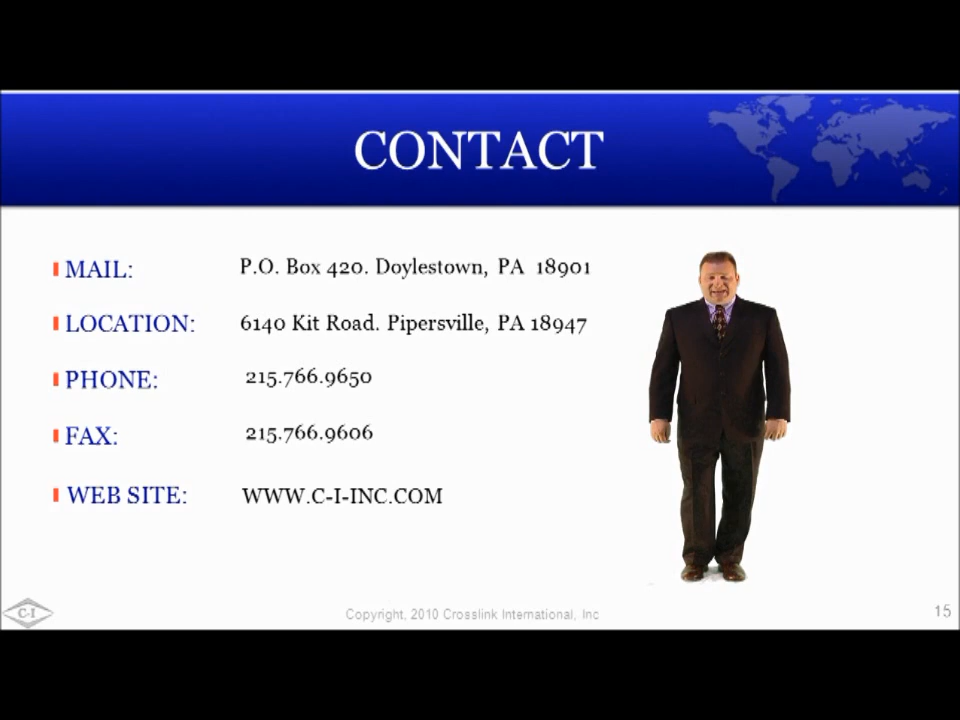 CONTACT
MAIL: P.O. Box 420. Doylestown, PA 18901
LOCATION: 6140 Kit Road. Pipersville, PA 18947
PHONE: 215.766.9650
FAX: 215.766.9606
WEB SITE: WWW.C-I-INC.COM
C-I
Copyright, 2010 Crosslink International, Inc
15